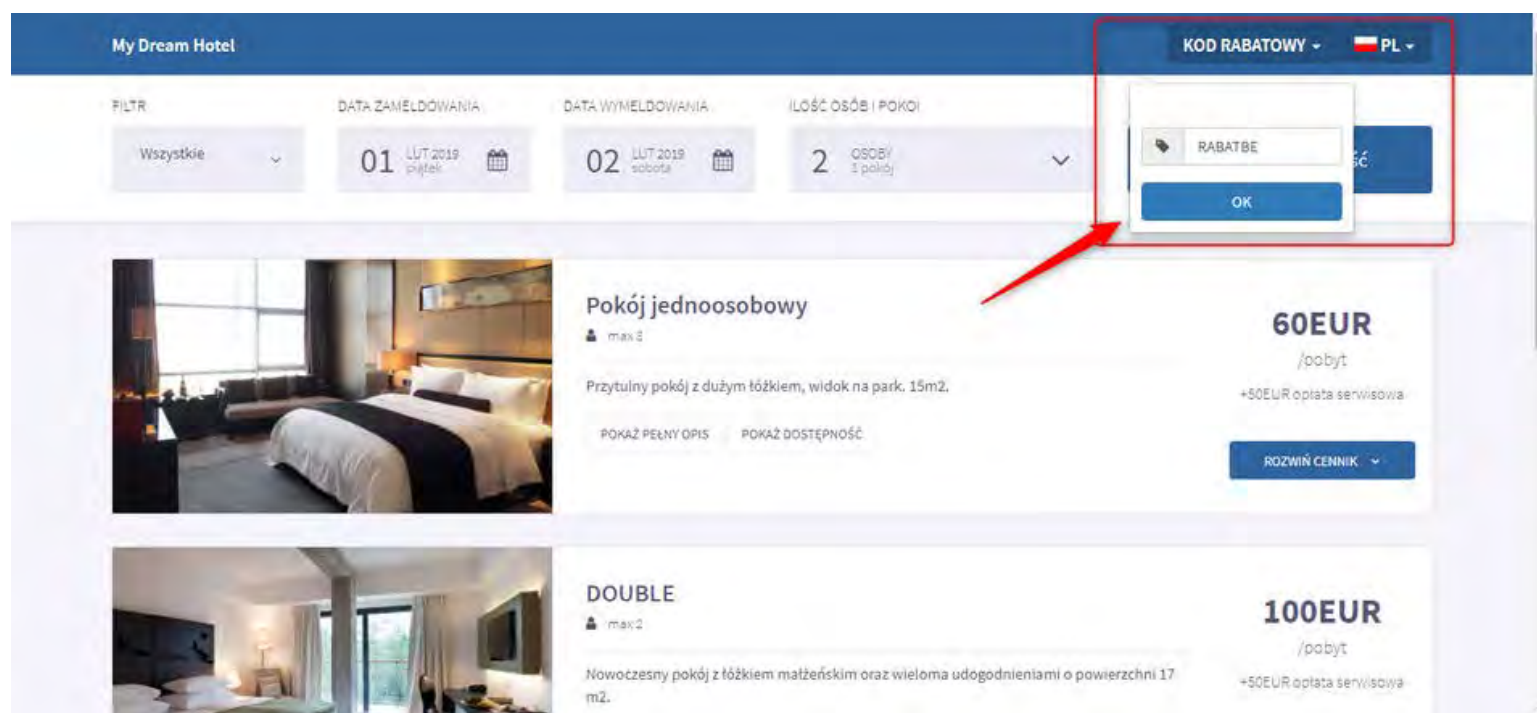 My Dream Hotel
KOD RABATOWY
PL
FILTR
DATA ZAMELDOWANIA
DATA WYMELDOWANIA
ILOŚĆ OSÓB I POKOI
Wszystkie
01 LUT 2019
piątek
02 LUT 2019
sobota
2 OSOBY
1 pokój
RABATBE
ść
OK
Pokój jednoosobowy
60EUR
max 3
/pobyt
Przytulny pokój z dużym łóżkiem, widok na park. 15m2.
+50EUR opłata serwisowa
POKAŻ PEŁNY OPIS
POKAŻ DOSTĘPNOŚĆ
ROZWIŃ CENNIK
DOUBLE
100EUR
max 2
/pobyt
Nowoczesny pokój z łóżkiem małżeńskim oraz wieloma udogodnieniami o powierzchni 17
m2.
+50EUR opłata serwisowa